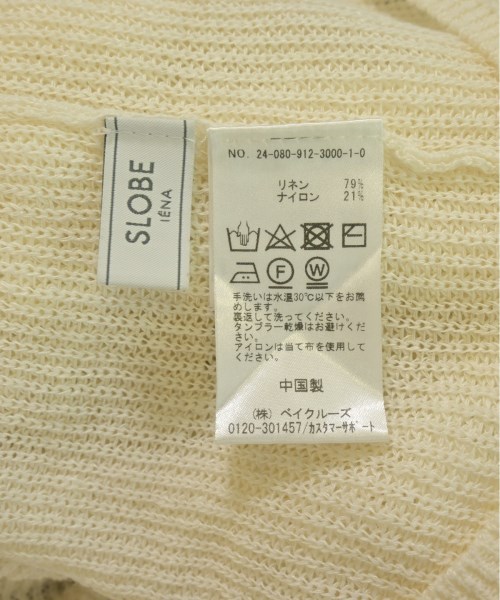 SLOBE
IÉNA
NO. 24-080-912-3000-1-0
リネン 79%
ナイロン 21%
F W
手洗いは水温30℃以下をお薦
めします。
裏返して洗ってください。
タンブラー乾燥はお避けくだ
さい。
アイロンは当て布を使用して
ください。
中国製
(株) ベイクルーズ
0120-301457/カスタマーサポート